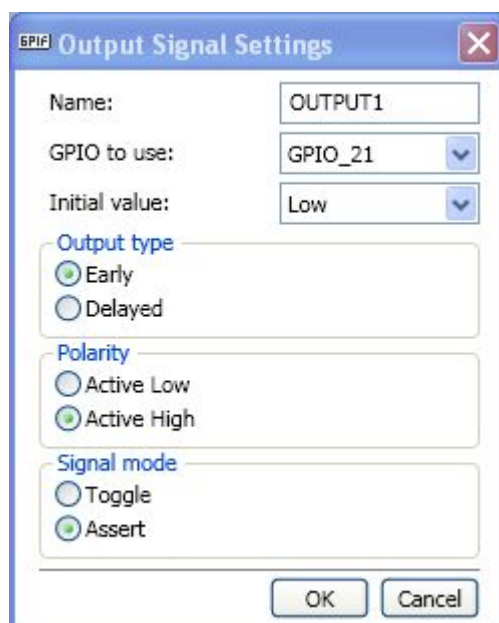 GPIF Output Signal Settings
Name: OUTPUT1
GPIO to use: GPIO_21
Initial value: Low
Output type
Early
Delayed
Polarity
Active Low
Active High
Signal mode
Toggle
Assert
OK Cancel